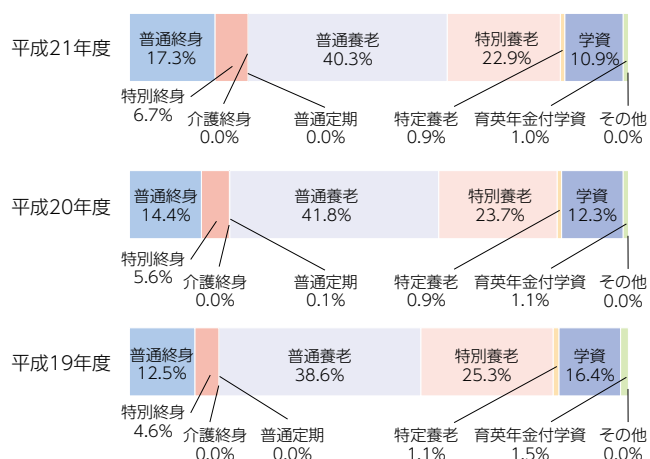 平成21年度
普通終身
17.3%
普通養老
40.3%
特別養老
22.9%
学資
10.9%
特別終身
6.7%
介護終身
0.0%
普通定期
0.0%
特定養老
0.9%
育英年金付学資
1.0%
その他
0.0%
平成20年度
普通終身
14.4%
普通養老
41.8%
特別養老
23.7%
学資
12.3%
特別終身
5.6%
介護終身
0.0%
普通定期
0.1%
特定養老
0.9%
育英年金付学資
1.1%
その他
0.0%
平成19年度
普通終身
12.5%
普通養老
38.6%
特別養老
25.3%
学資
16.4%
特別終身
4.6%
介護終身
0.0%
普通定期
0.0%
特定養老
1.1%
育英年金付学資
1.5%
その他
0.0%